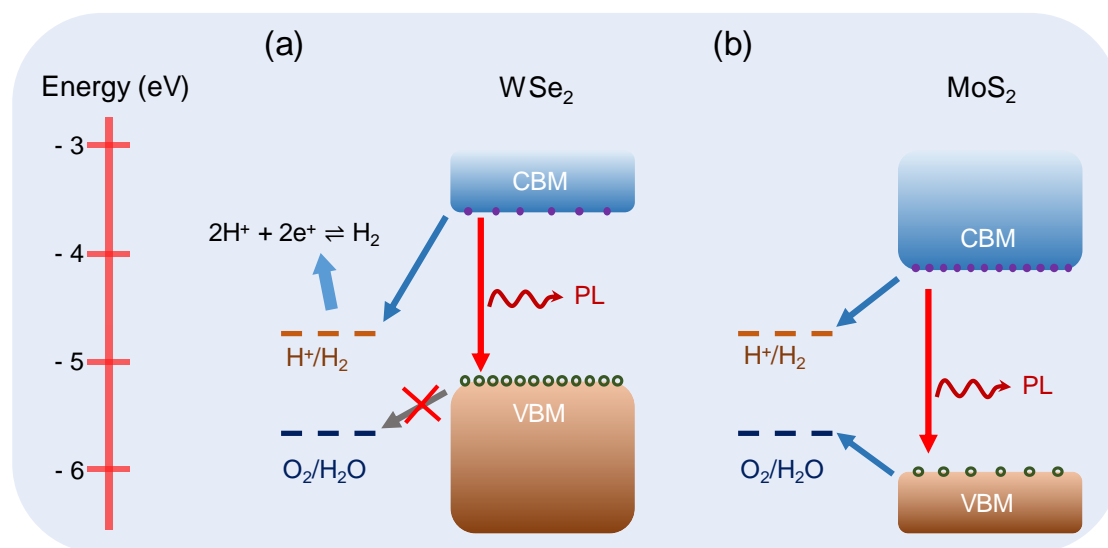 (a)
(b)
Energy (eV)
WSe₂
MoS₂
- 3
- 4
- 5
- 6
CBM
2H⁺ + 2e⁺ ⇌ H₂
PL
H⁺/H₂
VBM
O₂/H₂O
CBM
H⁺/H₂
PL
O₂/H₂O
VBM